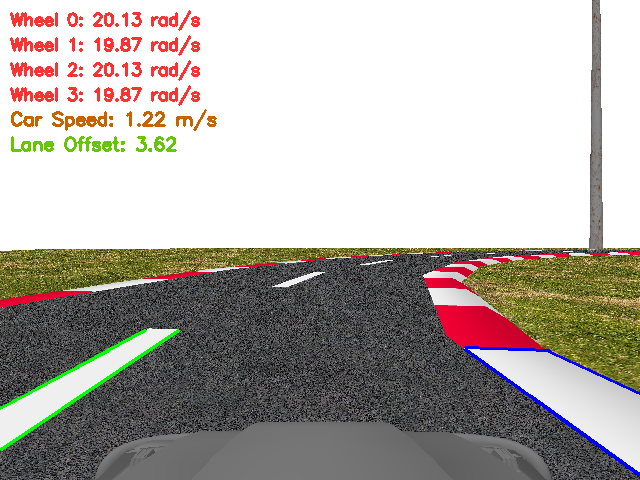 Wheel 0: 20.13 rad/s
Wheel 1: 19.87 rad/s
Wheel 2: 20.13 rad/s
Wheel 3: 19.87 rad/s
Car Speed: 1.22 m/s
Lane Offset: 3.62